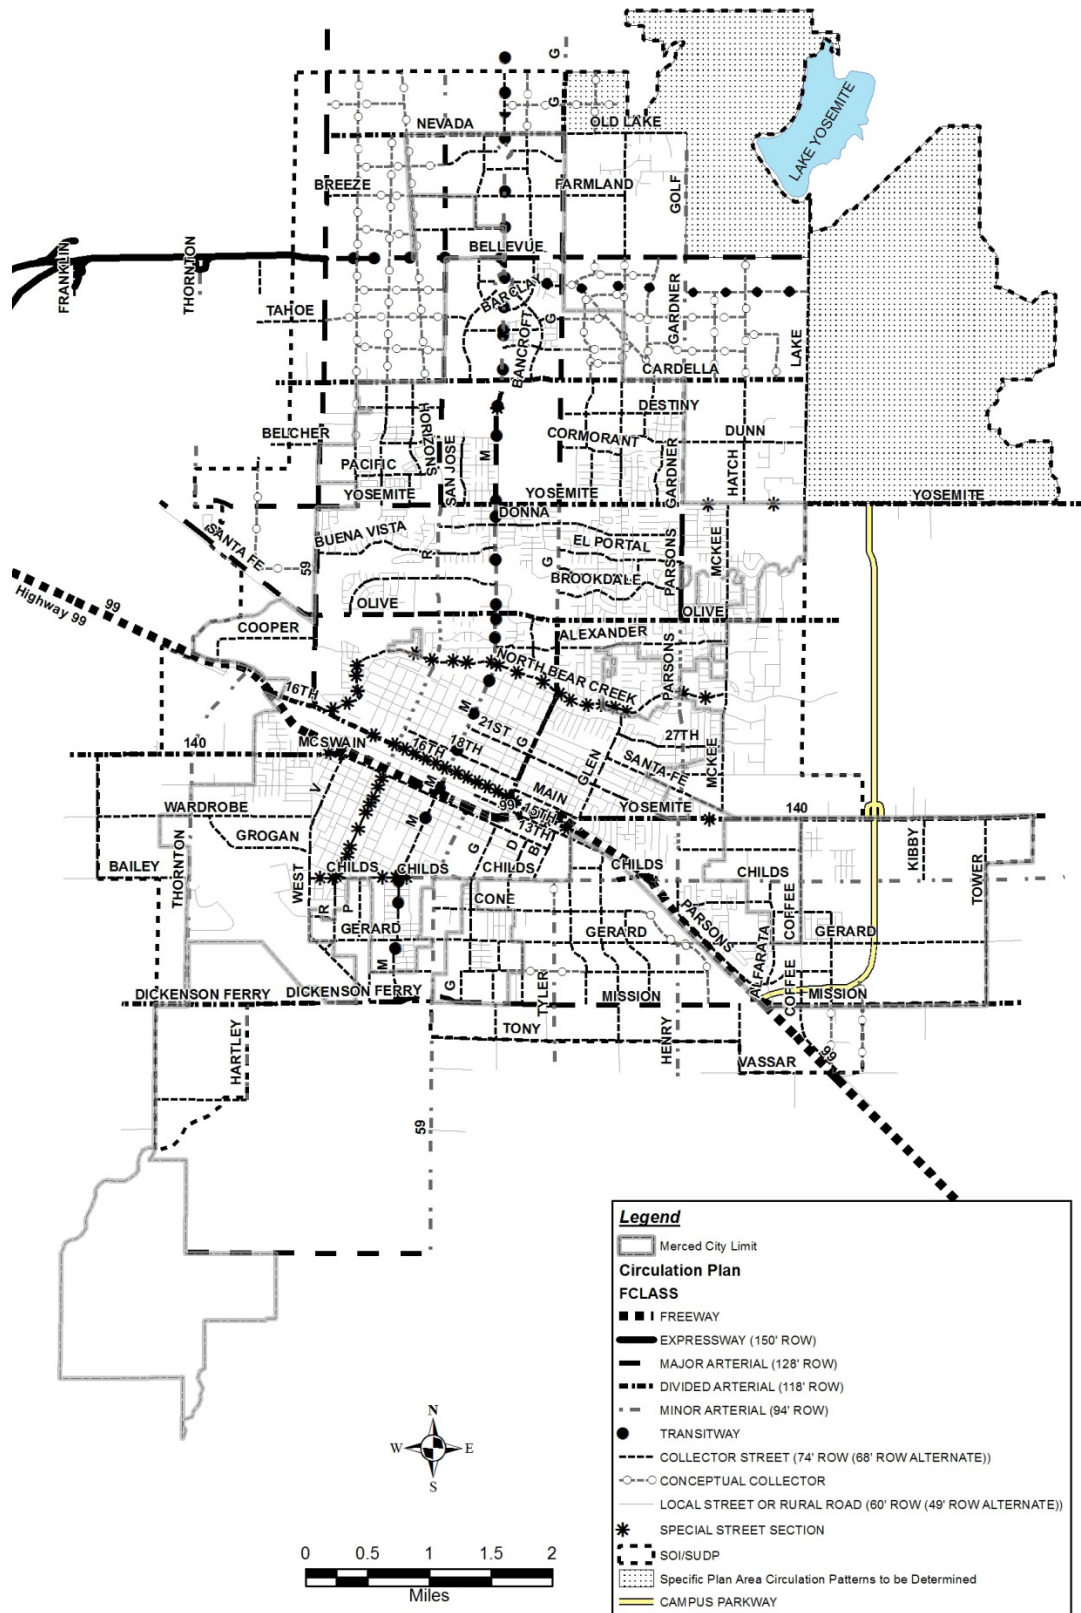 G
G
NEVADA
OLD LAKE
LAKE YOSEMITE
BREEZE
FARMLAND
GOLF
BELLEVUE
FRANKLIN
THORNTON
BARCLAY
TAHOE
G
GARDNER
BANCROFT
LAKE
CARDELLA
DESTINY
HORIZONS
BELCHER
CORMORANT
DUNN
SAN JOSE
M
PACIFIC
GARDNER
HATCH
YOSEMITE
YOSEMITE
YOSEMITE
DONNA
BUENA VISTA
SANTA FE
EL PORTAL
R
G
59
BROOKDALE
PARSONS
MCKEE
99
Highway 99
OLIVE
OLIVE
COOPER
ALEXANDER
NORTH BEAR CREEK
PARSONS
16TH
M
21ST
140
MCSWAIN
16TH
18TH
G
27TH
GLEN
SANTA FE
MCKEE
MAIN
V
M
WARDROBE
99
15TH
YOSEMITE
140
13TH
GROGAN
M
G
D
B
BAILEY
THORNTON
WEST
CHILDS
CHILDS
CHILDS
CHILDS
CHILDS
KIBBY
TOWER
R
P
CONE
PARSONS
COFFEE
GERARD
GERARD
GERARD
M
G
ALFARATA
DICKENSON FERRY
DICKENSON FERRY
TYLER
MISSION
COFFEE
MISSION
HARTLEY
TONY
HENRY
VASSAR
99
59
Legend
Merced City Limit
Circulation Plan
FCLASS
FREEWAY
EXPRESSWAY (150' ROW)
MAJOR ARTERIAL (128' ROW)
DIVIDED ARTERIAL (118' ROW)
MINOR ARTERIAL (94' ROW)
TRANSITWAY
COLLECTOR STREET (74' ROW (68' ROW ALTERNATE))
CONCEPTUAL COLLECTOR
LOCAL STREET OR RURAL ROAD (60' ROW (49' ROW ALTERNATE))
SPECIAL STREET SECTION
SOI/SUDP
Specific Plan Area Circulation Patterns to be Determined
CAMPUS PARKWAY
N
W E
S
0 0.5 1 1.5 2
Miles